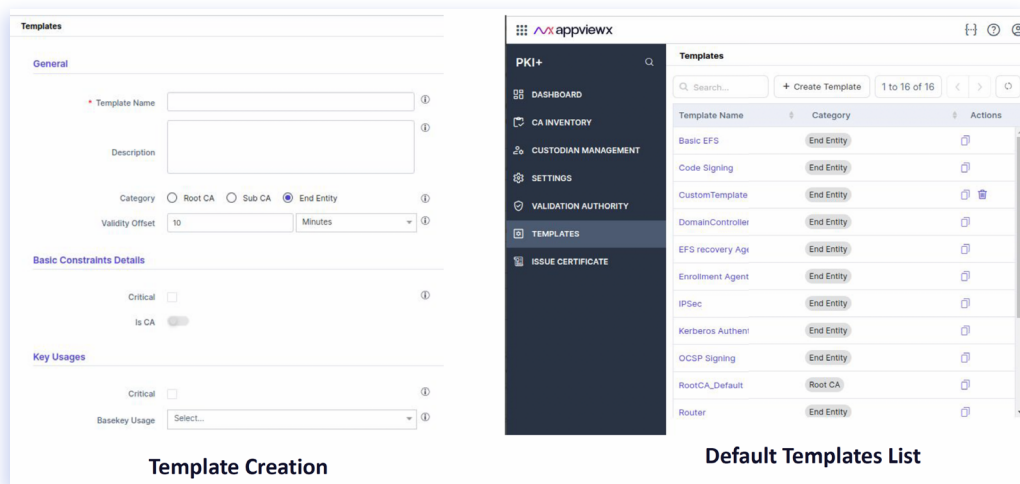 Templates
General
* Template Name
Description
Category Root CA Sub CA End Entity
Validity Offset 10 Minutes
Basic Constraints Details
Critical
Is CA
Key Usages
Critical
Basekey Usage Select...
Template Creation
appviewx
PKI+
DASHBOARD
CA INVENTORY
CUSTODIAN MANAGEMENT
SETTINGS
VALIDATION AUTHORITY
TEMPLATES
ISSUE CERTIFICATE
Templates
Search... + Create Template 1 to 16 of 16
Template Name Category Actions
Basic EFS End Entity
Code Signing End Entity
CustomTemplate End Entity
DomainController End Entity
EFS recovery Age End Entity
Enrollment Agent End Entity
IPSec End Entity
Kerberos Authent End Entity
OCSP Signing End Entity
RootCA_Default Root CA
Router End Entity
Default Templates List